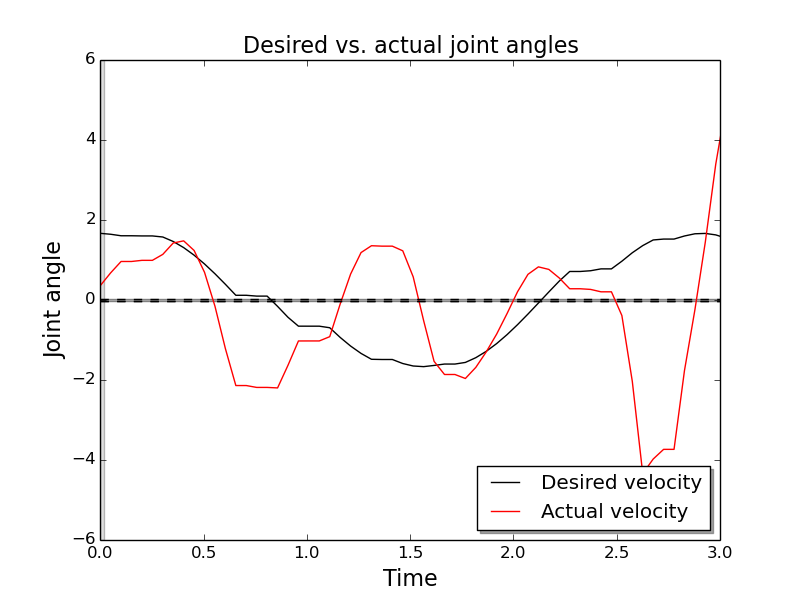 Desired vs. actual joint angles
6
4
2
0
−2
−4
−6
Joint angle
0.0 0.5 1.0 1.5 2.0 2.5 3.0
Time
Desired velocity
Actual velocity